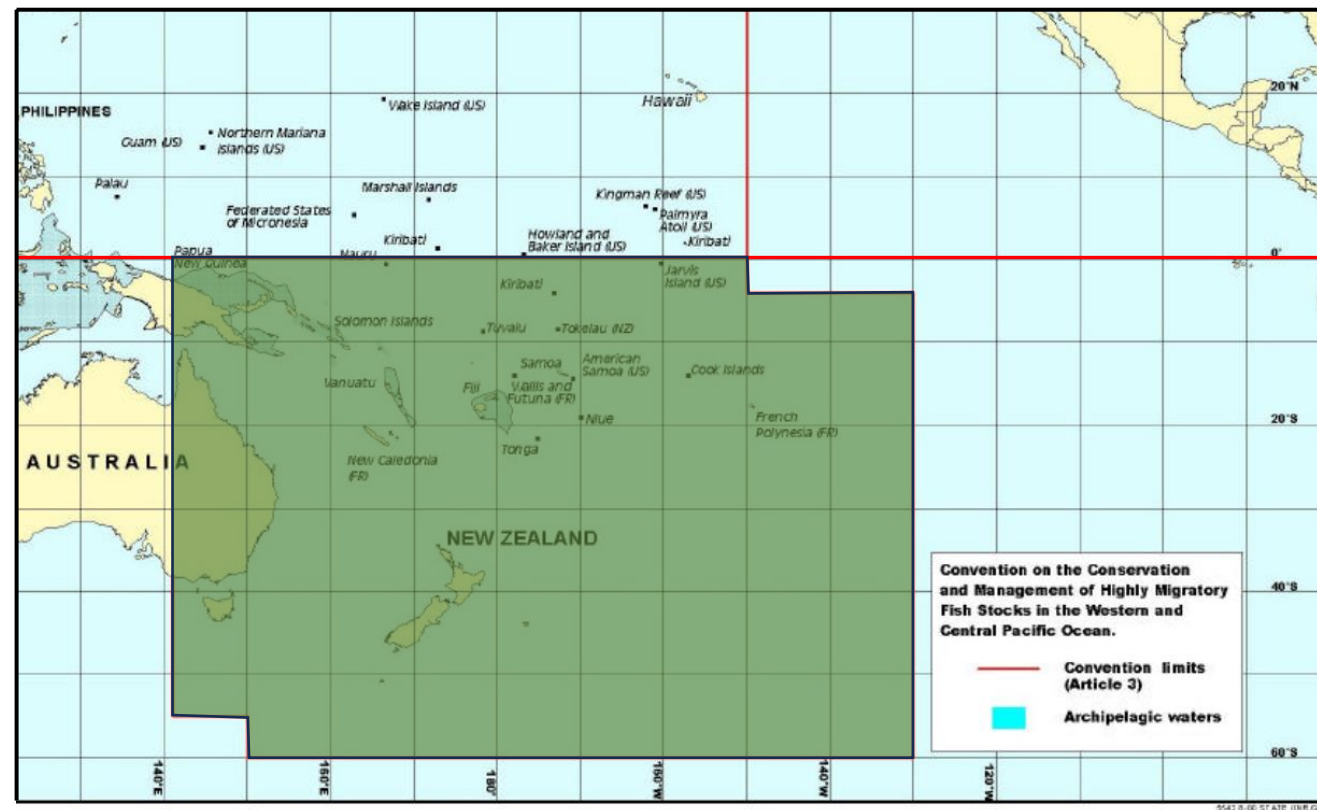 20°N
Hawaii
Wake Island (US)
PHILIPPINES
Northern Mariana
Islands (US)
Guam (US)
Palau
Marshall Islands
Kingman Reef (US)
Federated States
of Micronesia
Palmyra
Atoll (US)
Kiribati
Howland and
Baker Island (US)
Kiribati
Papua
New Guinea
Nauru
0°
Jarvis
Island (US)
Kiribati
Solomon Islands
Tuvalu
Tokelau (NZ)
Samoa
American
Samoa (US)
Cook Islands
Vanuatu
Fiji
Wallis and
Futuna (FR)
Niue
French
Polynesia (FR)
20°S
Tonga
AUSTRALIA
New Caledonia
(FR)
NEW ZEALAND
Convention on the Conservation
and Management of Highly Migratory
Fish Stocks in the Western and
Central Pacific Ocean.
40°S
Convention limits
(Article 3)
Archipelagic waters
60°S
140°E
150°E
180°
150°W
140°W
120°W